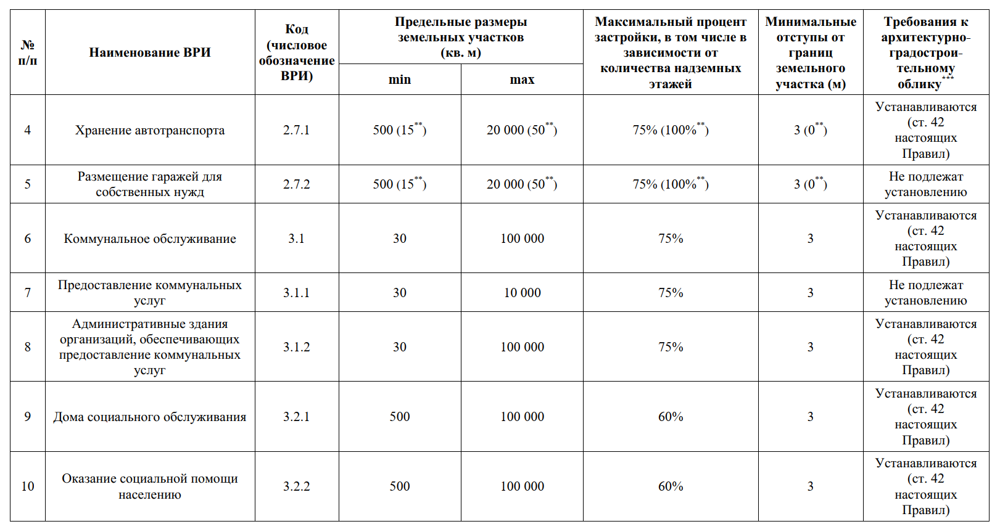 №
п/п
Наименование ВРИ
Код
(числовое
обозначение
ВРИ)
Предельные размеры
земельных участков
(кв. м)
min
max
Максимальный процент
застройки, в том числе в
зависимости от
количества надземных
этажей
Минимальные
отступы от
границ
земельного
участка (м)
Требования к
архитектурно-
градострои-
тельному
облику***
4
Хранение автотранспорта
2.7.1
500 (15**)
20 000 (50**)
75% (100%**)
3 (0**)
Устанавливаются
(ст. 42
настоящих
Правил)
5
Размещение гаражей для
собственных нужд
2.7.2
500 (15**)
20 000 (50**)
75% (100%**)
3 (0**)
Не подлежат
установлению
6
Коммунальное обслуживание
3.1
30
100 000
75%
3
Устанавливаются
(ст. 42
настоящих
Правил)
7
Предоставление коммунальных
услуг
3.1.1
30
10 000
75%
3
Не подлежат
установлению
8
Административные здания
организаций, обеспечивающих
предоставление коммунальных
услуг
3.1.2
30
100 000
75%
3
Устанавливаются
(ст. 42
настоящих
Правил)
9
Дома социального обслуживания
3.2.1
500
100 000
60%
3
Устанавливаются
(ст. 42
настоящих
Правил)
10
Оказание социальной помощи
населению
3.2.2
500
100 000
60%
3
Устанавливаются
(ст. 42
настоящих
Правил)